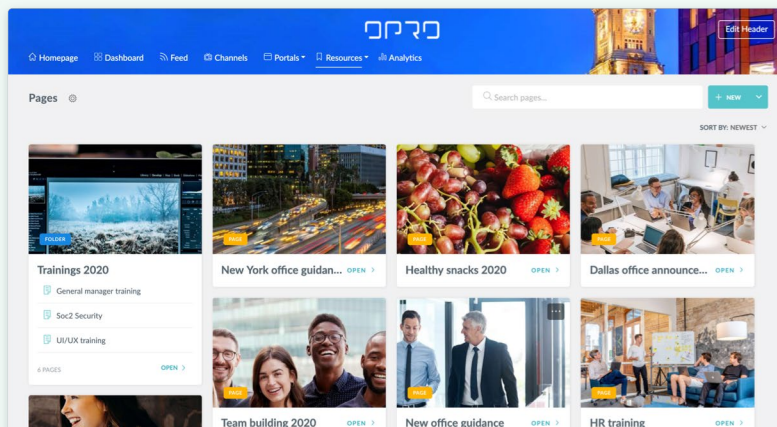 OPRO
Edit Header
Homepage Dashboard Feed Channels Portals Resources Analytics
Pages
Search pages...
+ NEW
SORT BY: NEWEST
FOLDER
PAGE
PAGE
PAGE
Trainings 2020
New York office guidan... OPEN >
Healthy snacks 2020 OPEN >
Dallas office announce... OPEN >
General manager training
Soc2 Security
UI/UX training
6 PAGES OPEN >
PAGE
PAGE
PAGE
Team building 2020 OPEN >
New office guidance OPEN >
HR training OPEN >